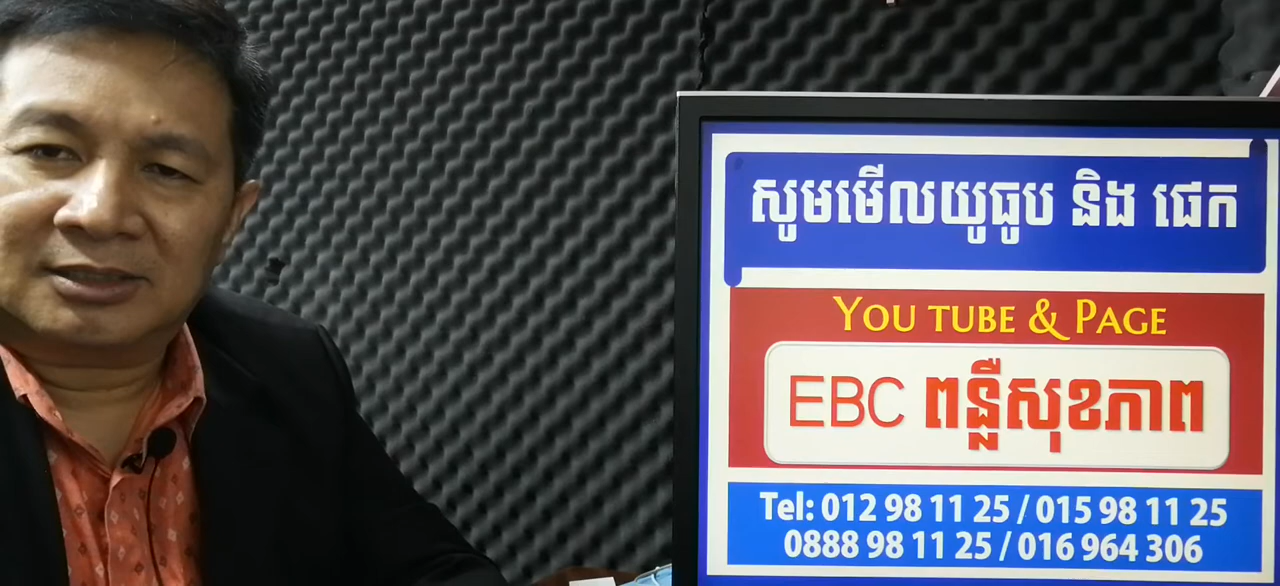 សូមមើលយូធូប និង ផេក
YOU TUBE & PAGE
EBC ពន្លឺសុខភាព
Tel: 012 98 11 25 / 015 98 11 25
0888 98 11 25 / 016 964 306